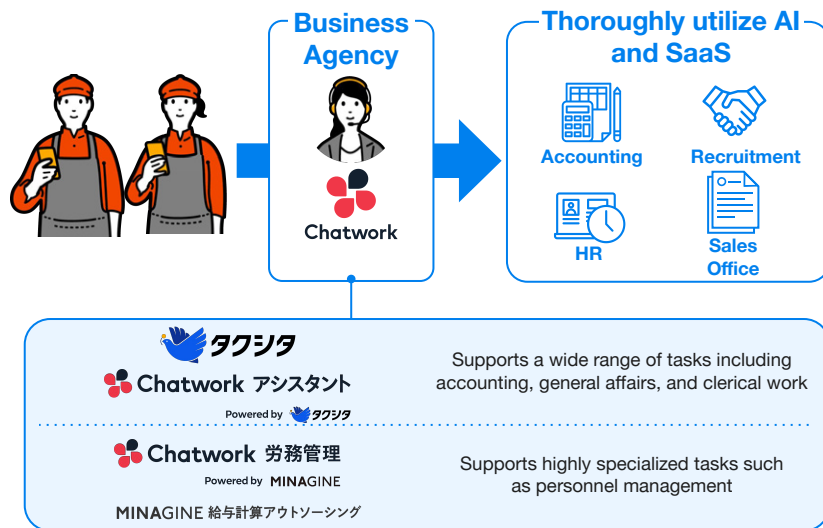 Business
Agency
Chatwork
Thoroughly utilize AI
and SaaS
Accounting
Recruitment
HR
Sales
Office
タクシタ
Chatwork アシスタント
Powered by タクシタ
Supports a wide range of tasks including
accounting, general affairs, and clerical work
Chatwork 労務管理
Powered by MINAGINE
MINAGINE 給与計算アウトソーシング
Supports highly specialized tasks such
as personnel management